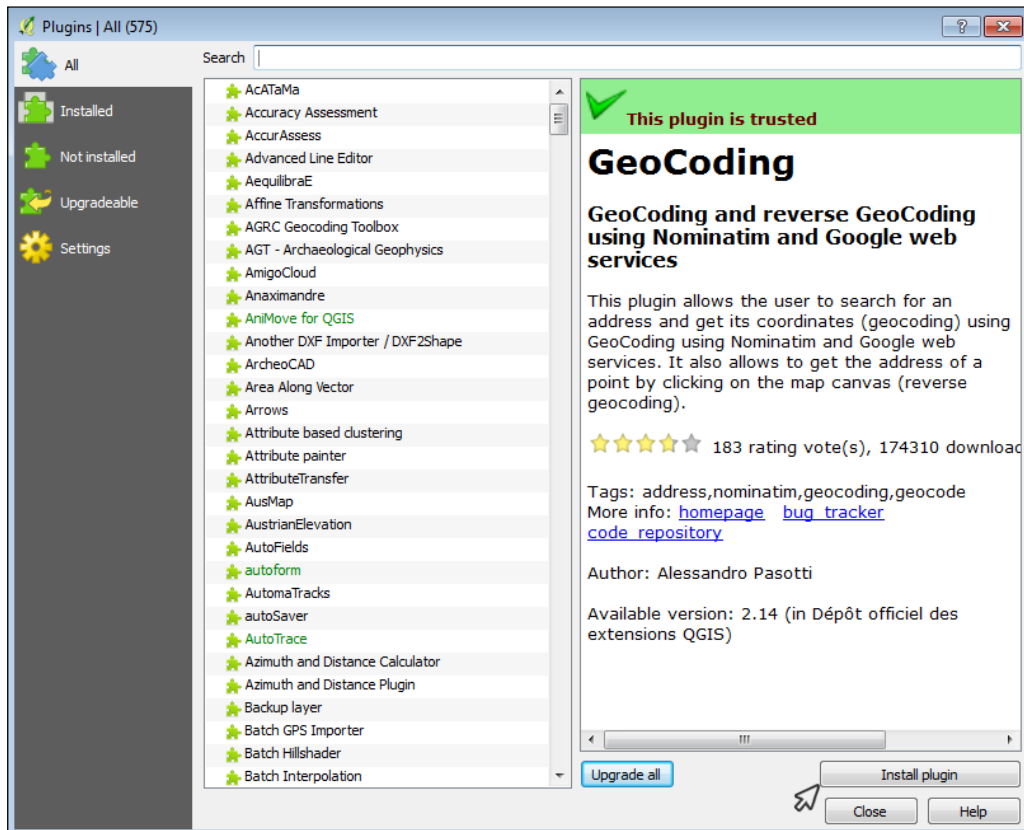 Plugins | All (575)
All
Installed
Not installed
Upgradeable
Settings
Search
AcATaMa
Accuracy Assessment
AccurAssess
Advanced Line Editor
AequilibraE
Affine Transformations
AGRC Geocoding Toolbox
AGT - Archaeological Geophysics
AmigoCloud
Anaximandre
AniMove for QGIS
Another DXF Importer / DXF2Shape
ArcheoCAD
Area Along Vector
Arrows
Attribute based clustering
Attribute painter
AttributeTransfer
AusMap
AustrianElevation
AutoFields
autoform
AutomaTracks
autoSaver
AutoTrace
Azimuth and Distance Calculator
Azimuth and Distance Plugin
Backup layer
Batch GPS Importer
Batch Hillshader
Batch Interpolation
This plugin is trusted
GeoCoding
GeoCoding and reverse GeoCoding
using Nominatim and Google web
services
This plugin allows the user to search for an
address and get its coordinates (geocoding) using
GeoCoding using Nominatim and Google web
services. It also allows to get the address of a
point by clicking on the map canvas (reverse
geocoding).
183 rating vote(s), 174310 downloac
Tags: address,nominatim,geocoding,geocode
More info: homepage bug_tracker
code_repository
Author: Alessandro Pasotti
Available version: 2.14 (in Dépôt officiel des
extensions QGIS)
Upgrade all
Install plugin
Close
Help